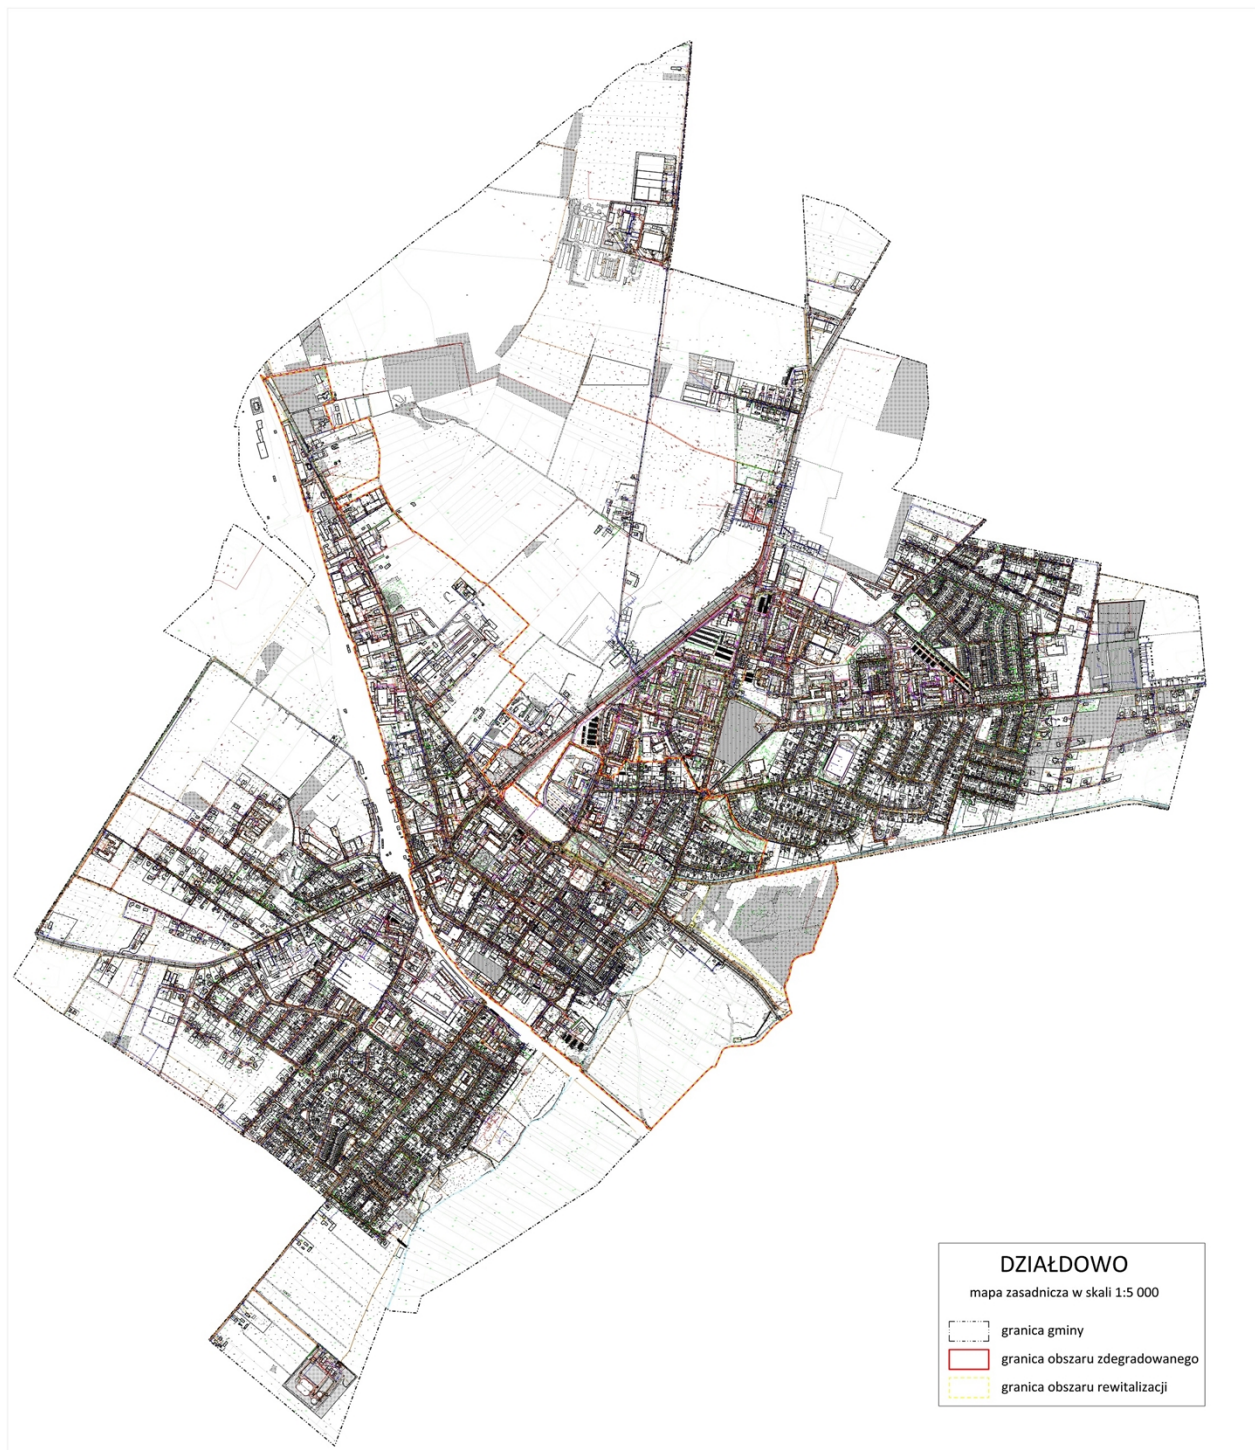 DZIAŁDOWO
mapa zasadnicza w skali 1:5 000
granica gminy
granica obszaru zdegradowanego
granica obszaru rewitalizacji